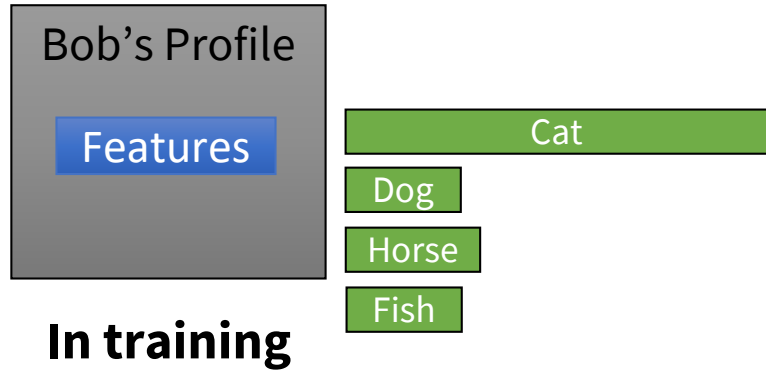 Bob’s Profile
Features
Cat
Dog
Horse
Fish
In training